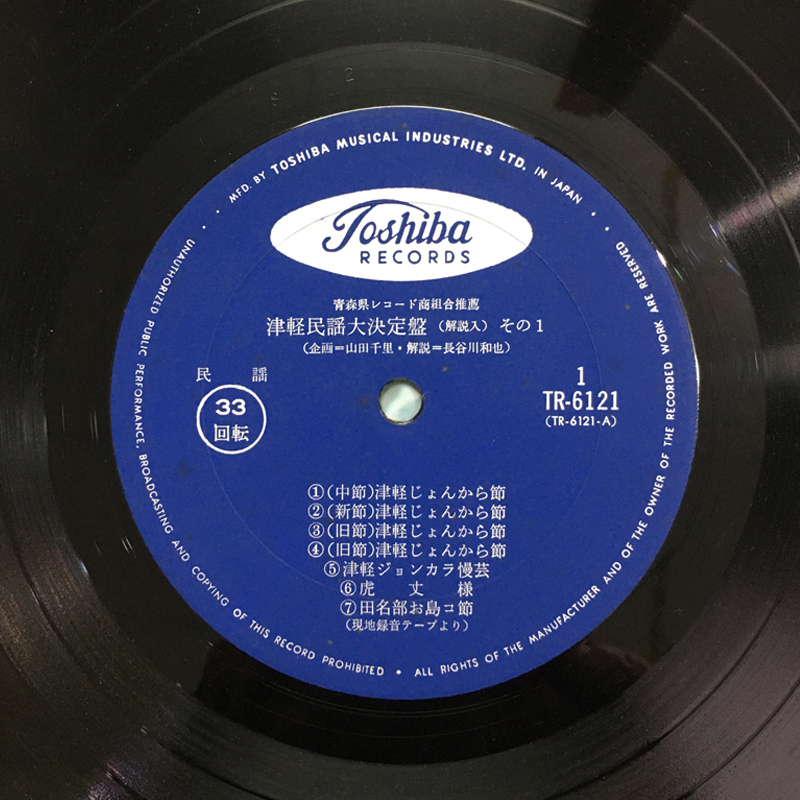 MFD. BY TOSHIBA MUSICAL INDUSTRIES LTD. IN JAPAN
Toshiba
RECORDS
青森県レコード商組合推薦
津軽民謡大決定盤（解説入）その1
（企画＝山田千里・解説＝長谷川和也）
民謡
33
回転
1
TR-6121
(TR-6121-A)
①（中節）津軽じょんから節
②（新節）津軽じょんから節
③（旧節）津軽じょんから節
④（旧節）津軽じょんから節
⑤津軽ジョンカラ慢芸
⑥虎丈様
⑦田名部お島コ節
（現地録音テープより）
UNAUTHORIZED PUBLIC PERFORMANCE, BROADCASTING AND COPYING OF THIS RECORD PROHIBITED • ALL RIGHTS OF THE MANUFACTURER AND OF THE OWNER OF THE RECORDED WORK ARE RESERVED